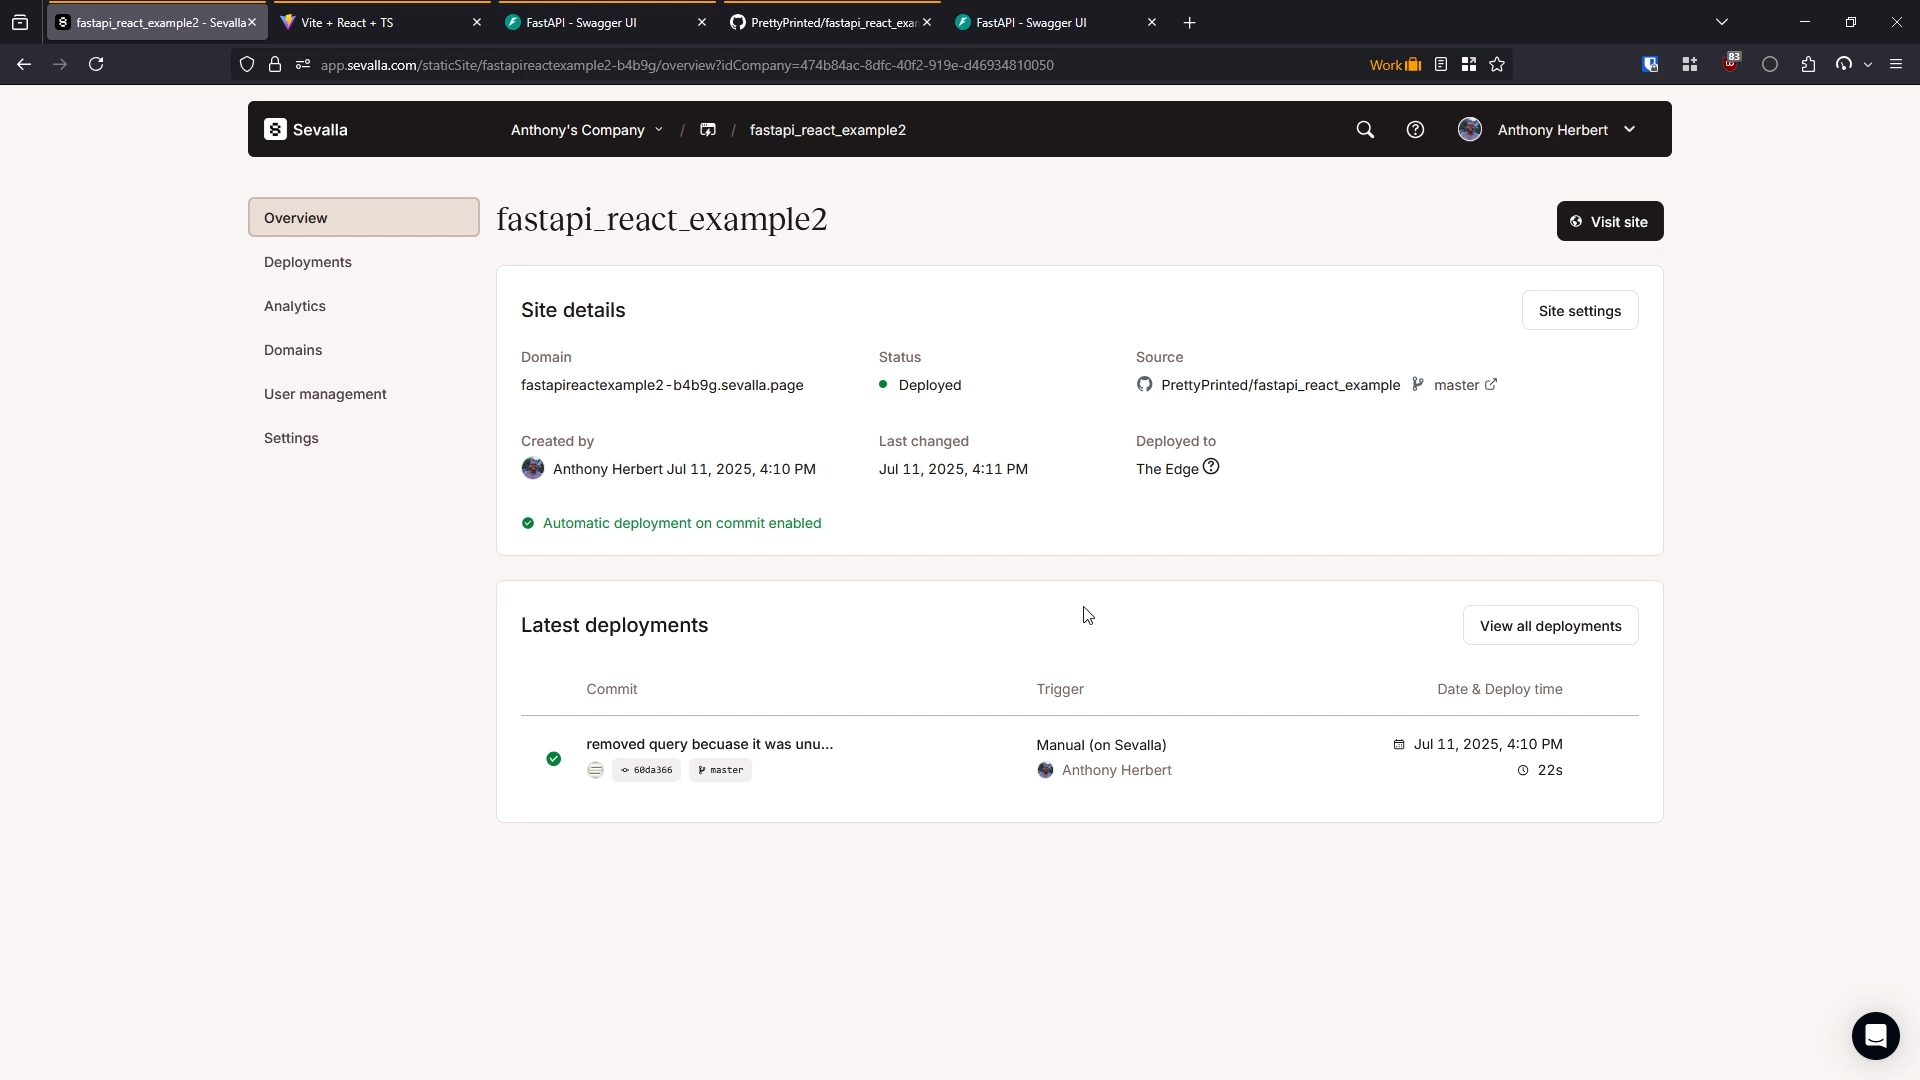 fastapi_react_example2 - Sevalla
Vite + React + TS
FastAPI - Swagger UI
PrettyPrinted/fastapi_react_exar
FastAPI - Swagger UI
app.sevalla.com/staticSite/fastapireactexample2-b4b9g/overview?idCompany=474b84ac-8dfc-40f2-919e-d46934810050
Work
83
Sevalla
Anthony's Company / / fastapi_react_example2
Anthony Herbert
Overview
Deployments
Analytics
Domains
User management
Settings
fastapi_react_example2
Visit site
Site details
Site settings
Domain
fastapireactexample2-b4b9g.sevalla.page
Status
Deployed
Source
PrettyPrinted/fastapi_react_example master
Created by
Anthony Herbert Jul 11, 2025, 4:10 PM
Last changed
Jul 11, 2025, 4:11 PM
Deployed to
The Edge
Automatic deployment on commit enabled
Latest deployments
View all deployments
Commit
Trigger
Date & Deploy time
removed query becuase it was unu...
60da366
master
Manual (on Sevalla)
Anthony Herbert
Jul 11, 2025, 4:10 PM
22s